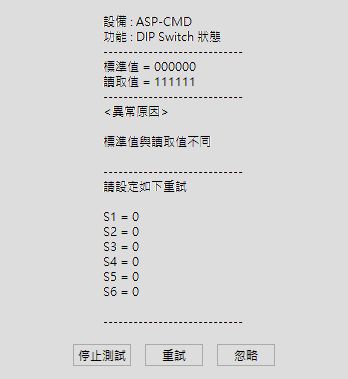 設備 : ASP-CMD
功能 : DIP Switch 狀態
----------------------------
標準值 = 000000
讀取值 = 111111
----------------------------
<異常原因>
標準值與讀取值不同
----------------------------
請設定如下重試
S1 = 0
S2 = 0
S3 = 0
S4 = 0
S5 = 0
S6 = 0
----------------------------
停止測試 重試 忽略